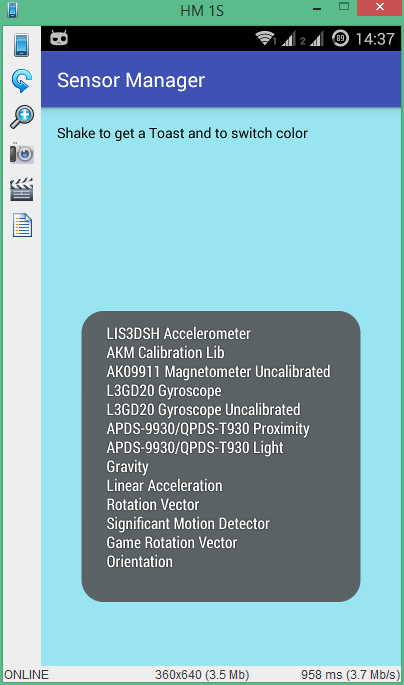 HM 1S
1 2 89 14:37
Sensor Manager
Shake to get a Toast and to switch color
LIS3DSH Accelerometer
AKM Calibration Lib
AK09911 Magnetometer Uncalibrated
L3GD20 Gyroscope
L3GD20 Gyroscope Uncalibrated
APDS-9930/QPDS-T930 Proximity
APDS-9930/QPDS-T930 Light
Gravity
Linear Acceleration
Rotation Vector
Significant Motion Detector
Game Rotation Vector
Orientation
ONLINE 360x640 (3.5 Mb) 958 ms (3.7 Mb/s)